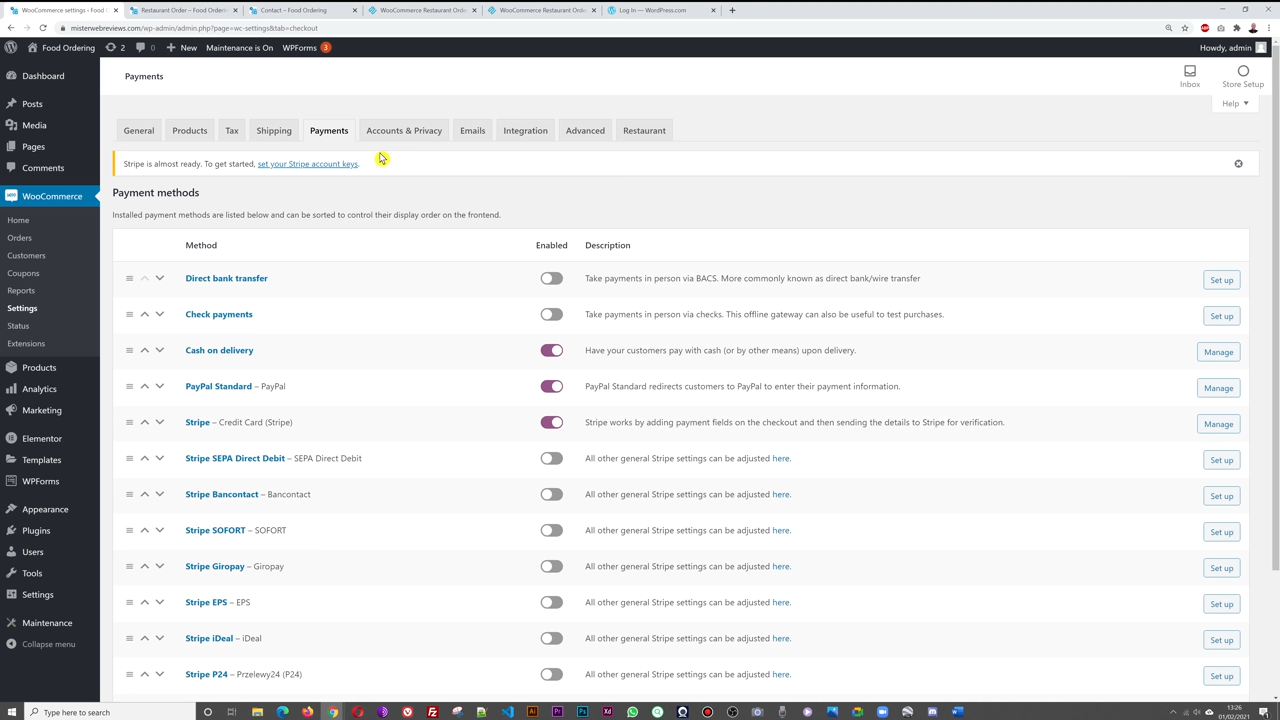 WooCommerce settings ‹ Food O
Restaurant Order – Food Ordering
Contact – Food Ordering
WooCommerce Restaurant Ord
WooCommerce Restaurant Ord
Log In — WordPress.com
misterwebreviews.com/wp-admin/admin.php?page=wc-settings&tab=checkout
Food Ordering
2
0
New
Maintenance is On
WPForms 3
Howdy, admin
Dashboard
Posts
Media
Pages
Comments
WooCommerce
Home
Orders
Customers
Coupons
Reports
Settings
Status
Extensions
Products
Analytics
Marketing
Elementor
Templates
WPForms
Appearance
Plugins
Users
Tools
Settings
Maintenance
Collapse menu
Payments
Inbox
Store Setup
Help
General
Products
Tax
Shipping
Payments
Accounts & Privacy
Emails
Integration
Advanced
Restaurant
Stripe is almost ready. To get started, set your Stripe account keys.
Payment methods
Installed payment methods are listed below and can be sorted to control their display order on the frontend.
Method Enabled Description
Direct bank transfer Take payments in person via BACS. More commonly known as direct bank/wire transfer Set up
Check payments Take payments in person via checks. This offline gateway can also be useful to test purchases. Set up
Cash on delivery Have your customers pay with cash (or by other means) upon delivery. Manage
PayPal Standard – PayPal PayPal Standard redirects customers to PayPal to enter their payment information. Manage
Stripe – Credit Card (Stripe) Stripe works by adding payment fields on the checkout and then sending the details to Stripe for verification. Manage
Stripe SEPA Direct Debit – SEPA Direct Debit All other general Stripe settings can be adjusted here. Set up
Stripe Bancontact – Bancontact All other general Stripe settings can be adjusted here. Set up
Stripe SOFORT – SOFORT All other general Stripe settings can be adjusted here. Set up
Stripe Giropay – Giropay All other general Stripe settings can be adjusted here. Set up
Stripe EPS – EPS All other general Stripe settings can be adjusted here. Set up
Stripe iDeal – iDeal All other general Stripe settings can be adjusted here. Set up
Stripe P24 – Przelewy24 (P24) All other general Stripe settings can be adjusted here. Set up
Type here to search
13:26
01/02/2021